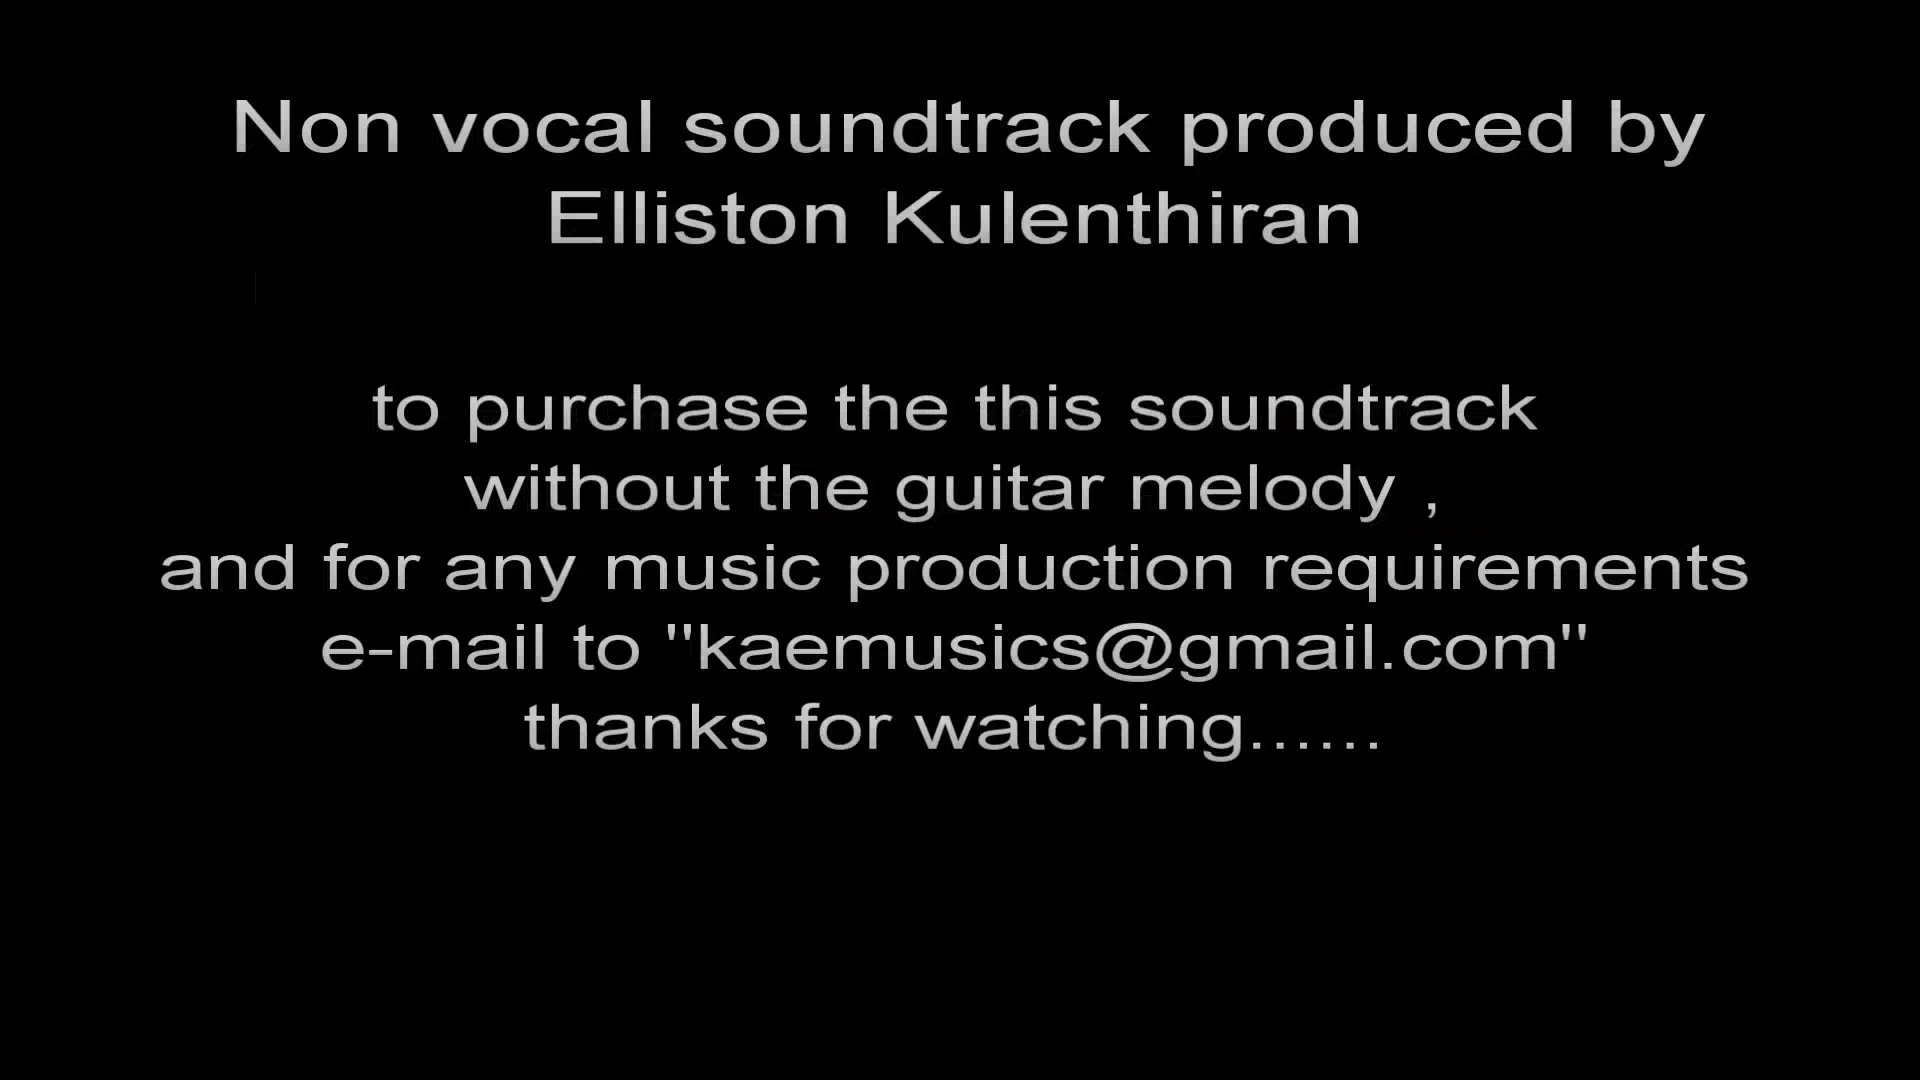 Non vocal soundtrack produced by
Elliston Kulenthiran
to purchase the this soundtrack
without the guitar melody ,
and for any music production requirements
e-mail to "kaemusics@gmail.com"
thanks for watching......